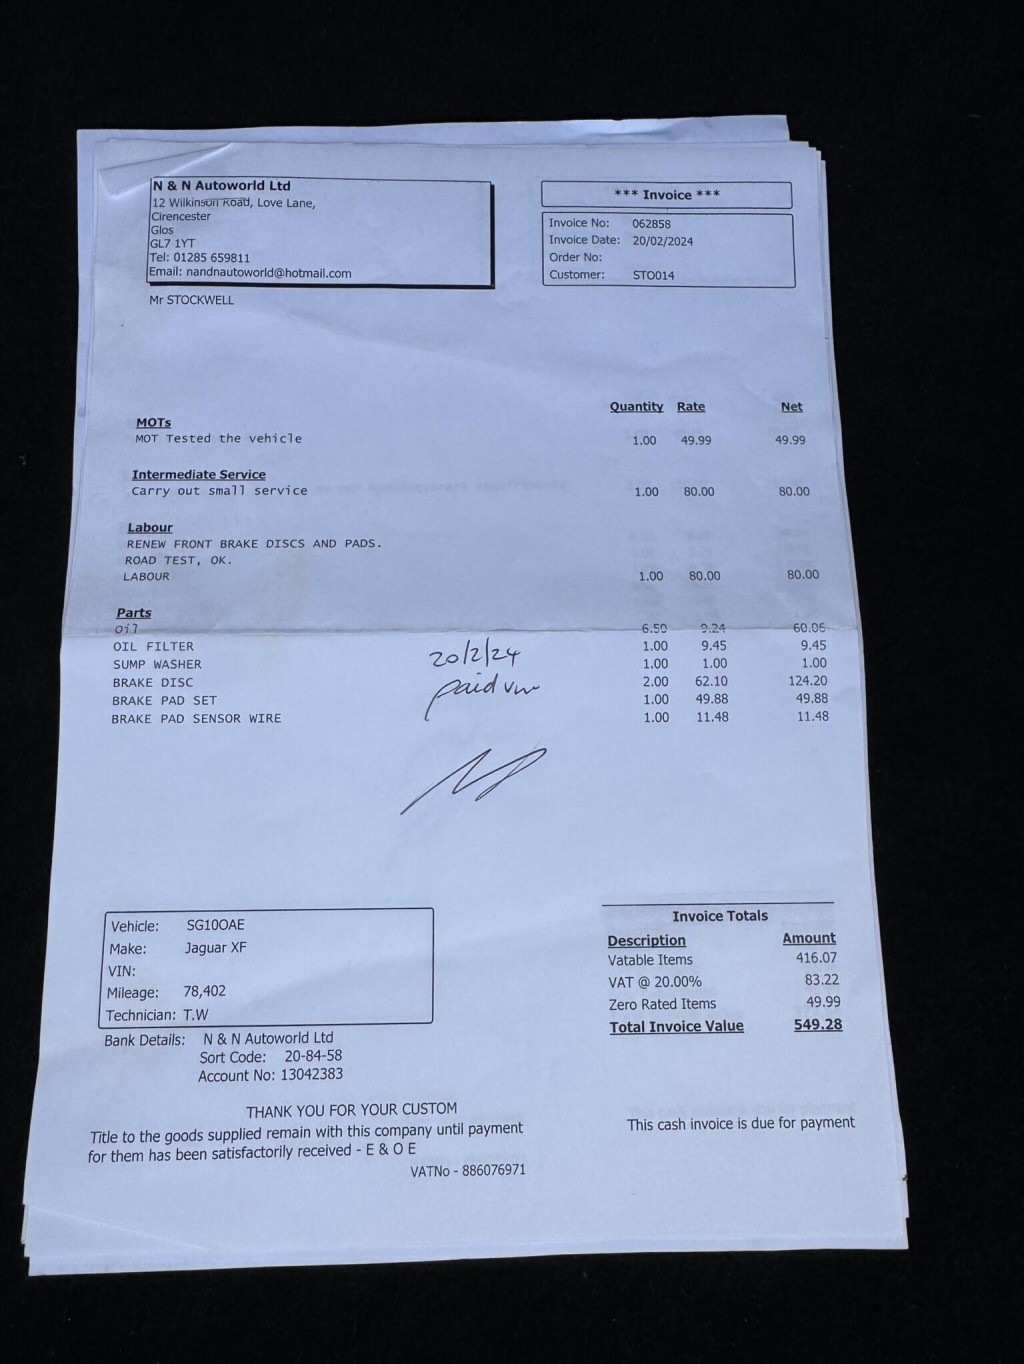 N & N Autoworld Ltd
12 Wilkinson Road, Love Lane,
Cirencester
Glos
GL7 1YT
Tel: 01285 659811
Email: nandnautoworld@hotmail.com
*** Invoice ***
Invoice No: 062858
Invoice Date: 20/02/2024
Order No:
Customer: STO014
Mr STOCKWELL
Quantity Rate Net
MOTs
MOT Tested the vehicle 1.00 49.99 49.99
Intermediate Service
Carry out small service 1.00 80.00 80.00
Labour
RENEW FRONT BRAKE DISCS AND PADS.
ROAD TEST, OK.
LABOUR 1.00 80.00 80.00
Parts
Oil 6.50 9.24 60.06
OIL FILTER 1.00 9.45 9.45
SUMP WASHER 1.00 1.00 1.00
BRAKE DISC 2.00 62.10 124.20
BRAKE PAD SET 1.00 49.88 49.88
BRAKE PAD SENSOR WIRE 1.00 11.48 11.48
20/2/24
paid
Vehicle: SG10OAE
Make: Jaguar XF
VIN:
Mileage: 78,402
Technician: T.W
Invoice Totals
Description Amount
Vatable Items 416.07
VAT @ 20.00% 83.22
Zero Rated Items 49.99
Total Invoice Value 549.28
Bank Details: N & N Autoworld Ltd
Sort Code: 20-84-58
Account No: 13042383
THANK YOU FOR YOUR CUSTOM
Title to the goods supplied remain with this company until payment
for them has been satisfactorily received - E & O E
VATNo - 886076971
This cash invoice is due for payment